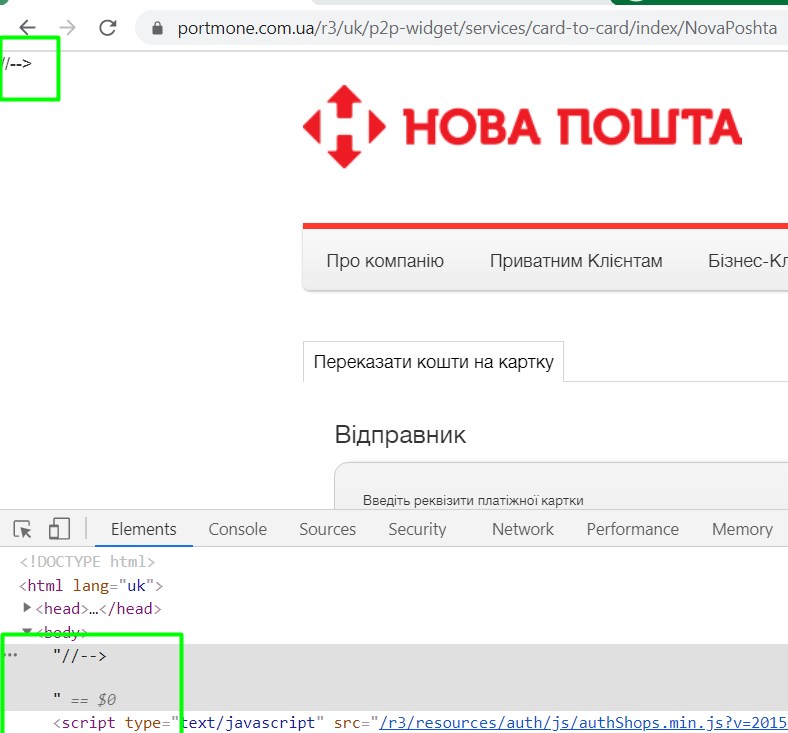 portmone.com.ua/r3/uk/p2p-widget/services/card-to-card/index/NovaPoshta
//-->
НОВА ПОШТА
Про компанію Приватним Клієнтам Бізнес-Кл
Переказати кошти на картку
Відправник
Введіть реквізити платіжної картки
Elements Console Sources Security Network Performance Memory
<!DOCTYPE html>
<html lang="uk">
<head>…</head>
<body>
"//-->
" == $0
<script type="text/javascript" src="/r3/resources/auth/js/authShops.min.js?v=2015